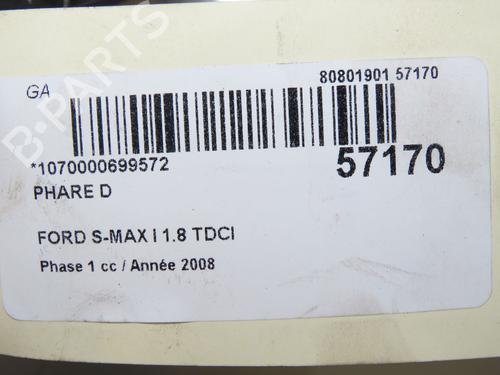 B-PARTS
GA
80801901 57170
*1070000699572
57170
PHARE D
FORD S-MAX I 1.8 TDCI
Phase 1 cc / Année 2008